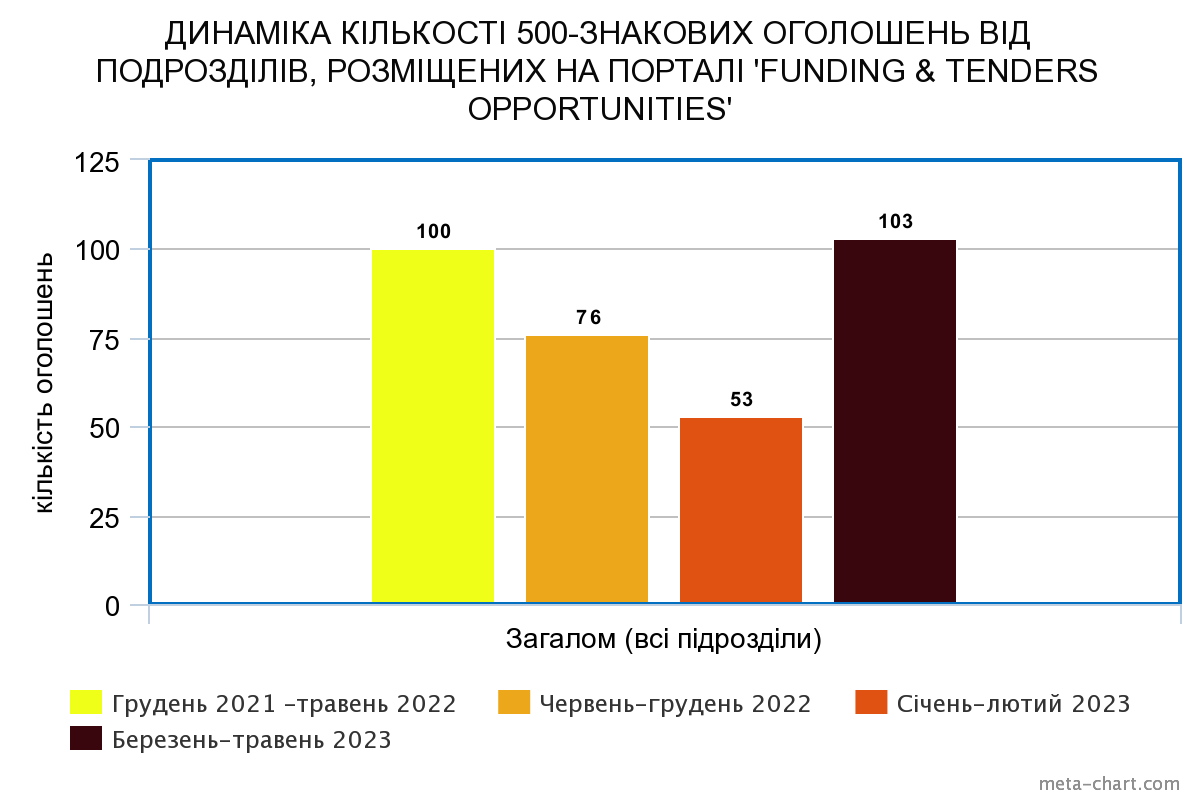 ДИНАМІКА КІЛЬКОСТІ 500-ЗНАКОВИХ ОГОЛОШЕНЬ ВІД
ПОДРОЗДІЛІВ, РОЗМІЩЕНИХ НА ПОРТАЛІ 'FUNDING & TENDERS
OPPORTUNITIES'
кількість оголошень
125
100
75
50
25
0
100
76
53
103
Загалом (всі підрозділи)
Грудень 2021 –травень 2022
Червень–грудень 2022
Січень–лютий 2023
Березень–травень 2023
meta-chart.com